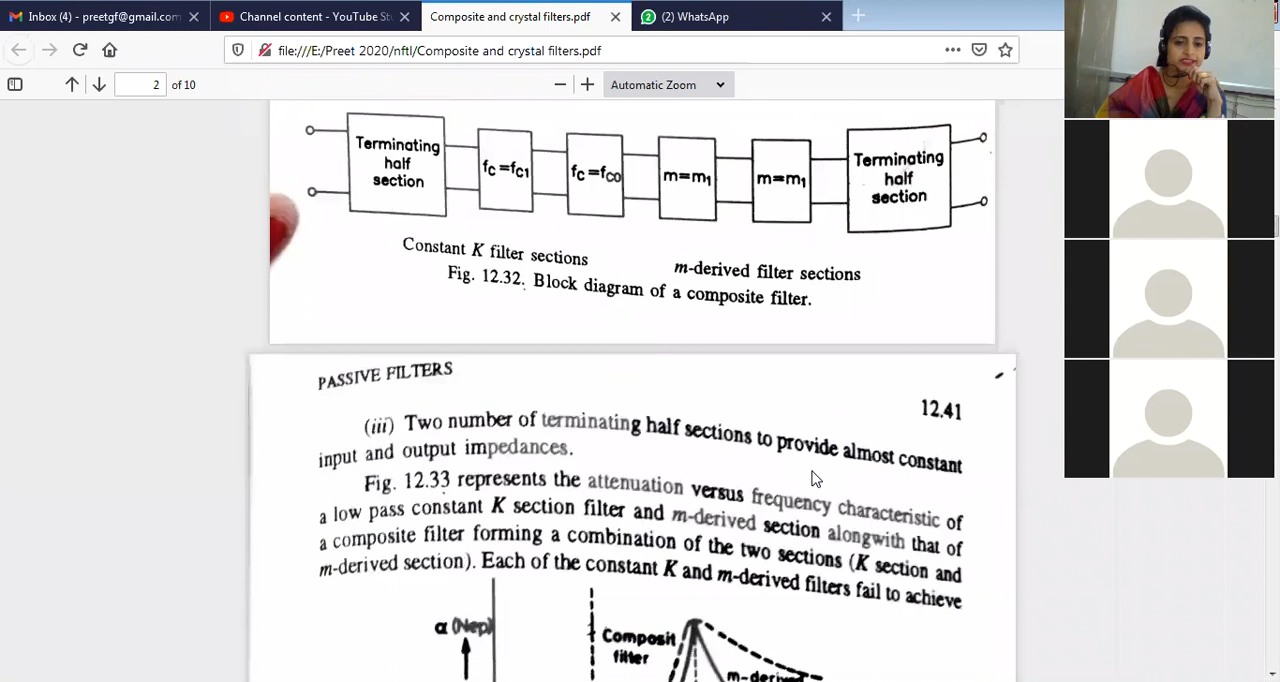 Inbox (4) - preetgf@gmail.com
Channel content - YouTube St
Composite and crystal filters.pdf
(2) WhatsApp
file:///E:/Preet 2020/nftl/Composite and crystal filters.pdf
2 of 10
Automatic Zoom
Terminating
half
section
fc =fc1
fc =fco
m=m1
m=m1
Terminating
half
section
Constant K filter sections
m-derived filter sections
Fig. 12.32. Block diagram of a composite filter.
PASSIVE FILTERS
12.41
(iii) Two number of terminating half sections to provide almost constant
input and output impedances.
Fig. 12.33 represents the attenuation versus frequency characteristic of
a low pass constant K section filter and m-derived section alongwith that of
a composite filter forming a combination of the two sections (K section and
m-derived section). Each of the constant K and m-derived filters fail to achieve
α (Nep)
Composit
filter
m-derived